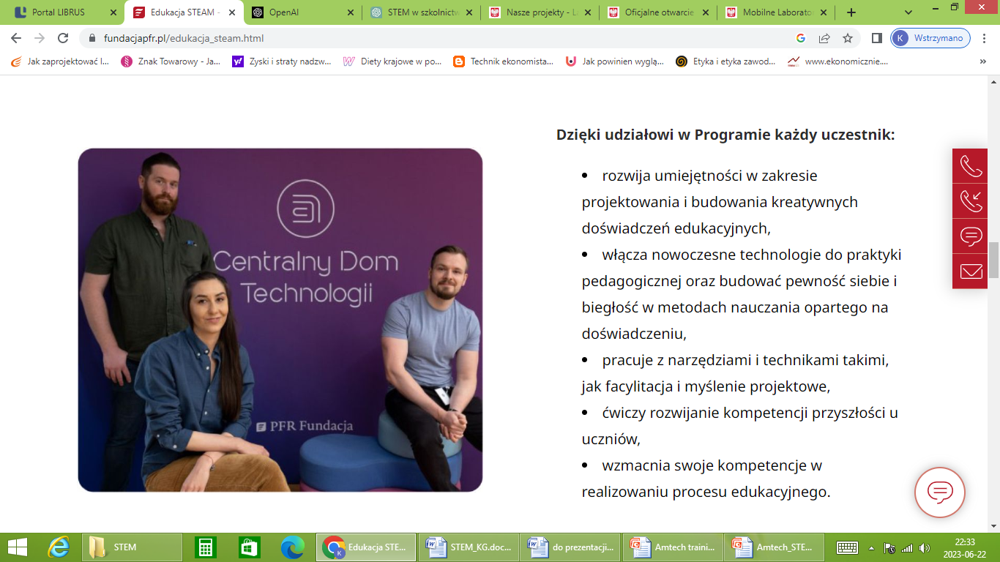 Portal LIBRUS
Edukacja STEAM -
OpenAI
STEM w szkolnictw
Nasze projekty - La
Oficjalne otwarcie
Mobilne Laborato
fundacjapfr.pl/edukacja_steam.html
K Wstrzymano
Jak zaprojektować l...
Znak Towarowy - Ja...
Zyski i straty nadzw...
Diety krajowe w po...
Technik ekonomista...
Jak powinien wyglą...
Etyka i etyka zawod...
www.ekonomicznie....
Centralny Dom
Technologii
PFR Fundacja
Dzięki udziałowi w Programie każdy uczestnik:
• rozwija umiejętności w zakresie
projektowania i budowania kreatywnych
doświadczeń edukacyjnych,
• włącza nowoczesne technologie do praktyki
pedagogicznej oraz budować pewność siebie i
biegłość w metodach nauczania opartego na
doświadczeniu,
• pracuje z narzędziami i technikami takimi,
jak facylitacja i myślenie projektowe,
• ćwiczy rozwijanie kompetencji przyszłości u
uczniów,
• wzmacnia swoje kompetencje w
realizowaniu procesu edukacyjnego.
STEM
Edukacja STE...
STEM_KG.doc...
do prezentacji...
Amtech traini...
Amtech_STE...
22:33
2023-06-22